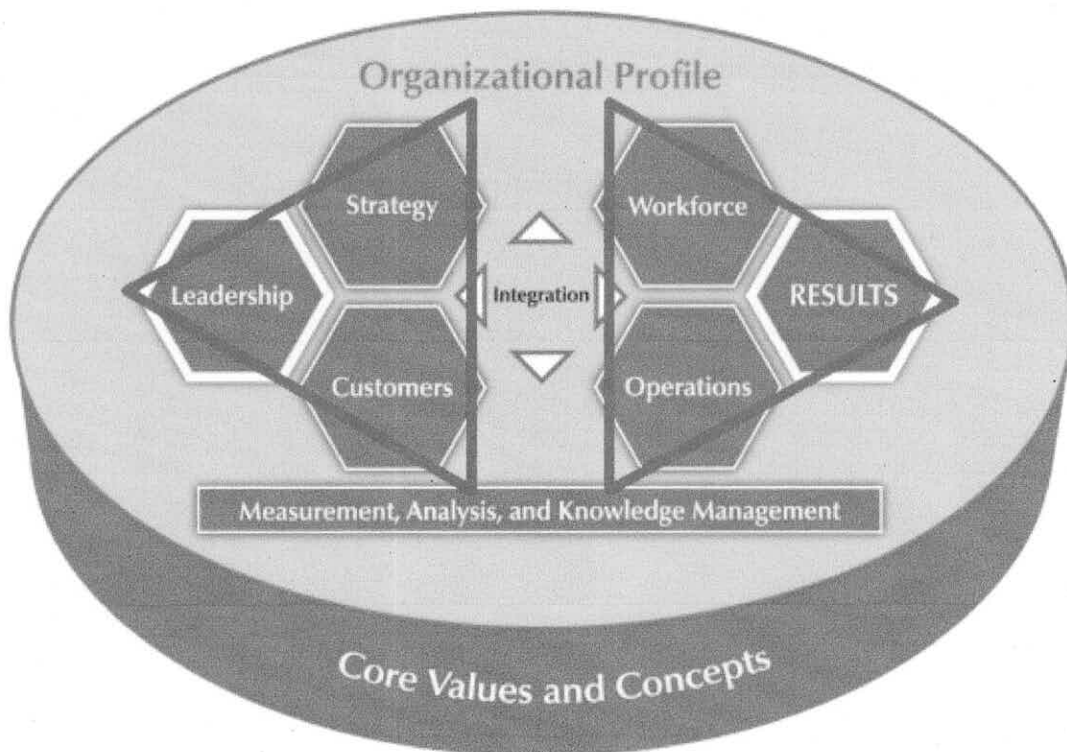 Organizational Profile
Strategy
Workforce
Leadership
Integration
RESULTS
Customers
Operations
Measurement, Analysis, and Knowledge Management
Core Values and Concepts